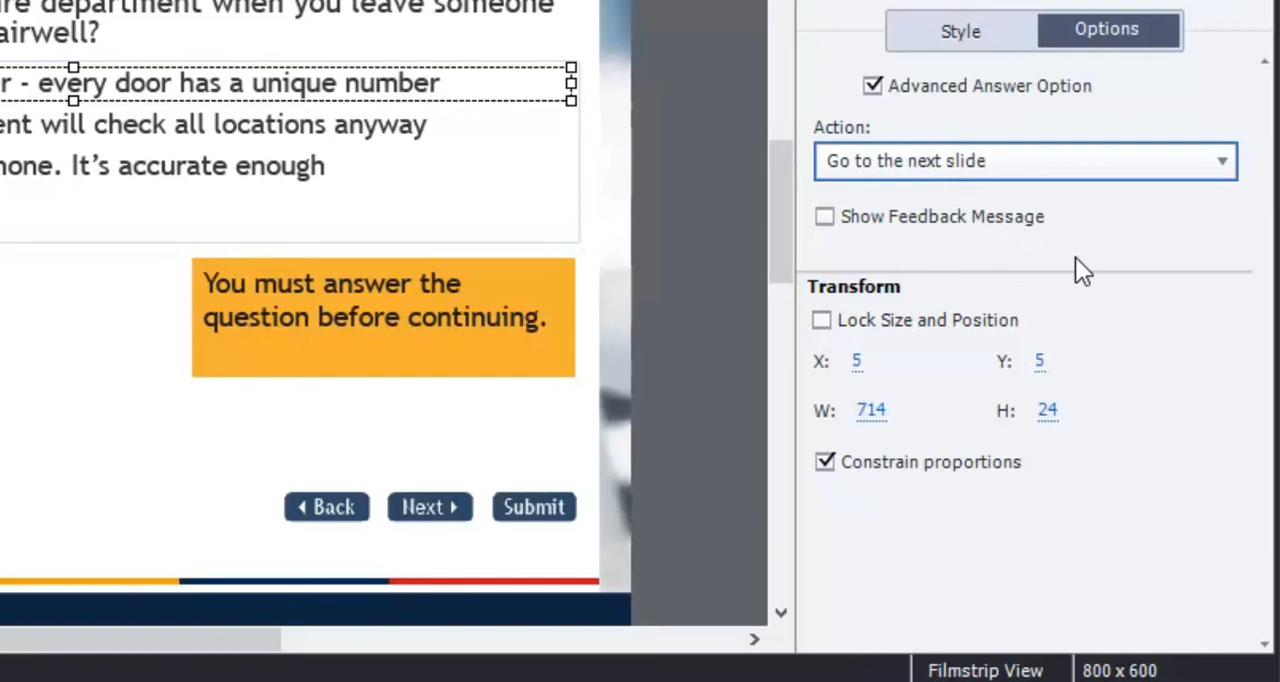 department when you leave someone
airwell?
r - every door has a unique number
ent will check all locations anyway
none. It's accurate enough
You must answer the
question before continuing.
Back Next Submit
Style Options
Advanced Answer Option
Action:
Go to the next slide
Show Feedback Message
Transform
Lock Size and Position
X: 5 Y: 5
W: 714 H: 24
Constrain proportions
Filmstrip View 800 x 600